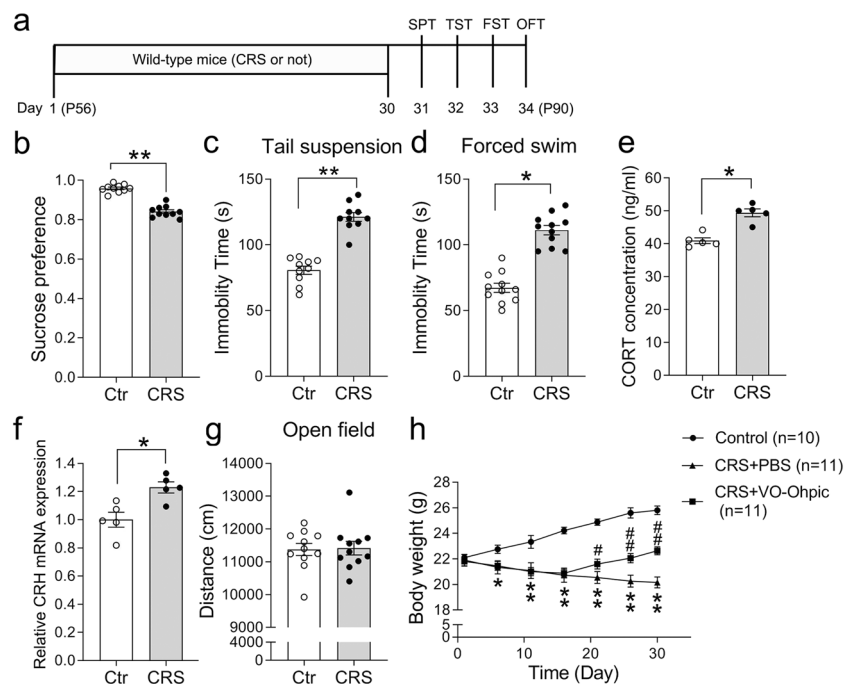 a
SPT TST FST OFT
Wild-type mice (CRS or not)
Day 1 (P56) 30 31 32 33 34 (P90)
b
**
Sucrose preference
1.0
0.8
0.6
0.4
0.2
0.0
Ctr CRS
c
Tail suspension
**
Immoblity Time (s)
150
100
50
0
Ctr CRS
d
Forced swim
*
Immoblity Time (s)
150
100
50
0
Ctr CRS
e
*
CORT concentration (ng/ml)
60
50
40
30
20
10
0
Ctr CRS
f
*
Relative CRH mRNA expression
1.4
1.2
1.0
0.8
0.6
0.4
0.2
0.0
Ctr CRS
g
Open field
Distance (cm)
14000
13000
12000
11000
10000
9000
4000
0
Ctr CRS
h
Control (n=10)
CRS+PBS (n=11)
CRS+VO-Ohpic
(n=11)
Body weight (g)
28
26
24
22
20
18
5
0
# ## ##
* ** ** ** ** **
0 10 20 30
Time (Day)